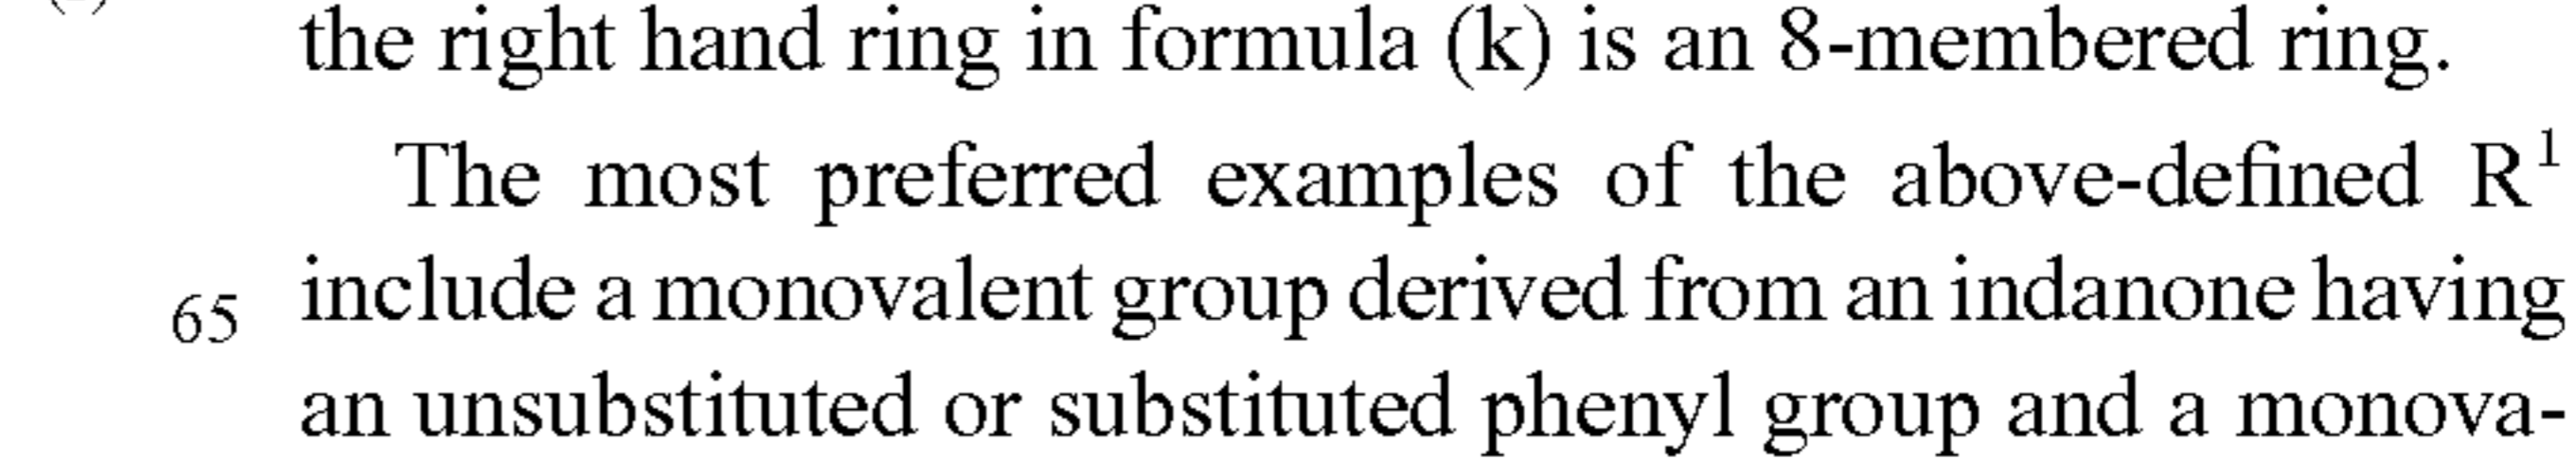 the right hand ring in formula (k) is an 8-membered ring.
The most preferred examples of the above-defined R¹
65 include a monovalent group derived from an indanone having
an unsubstituted or substituted phenyl group and a monova-